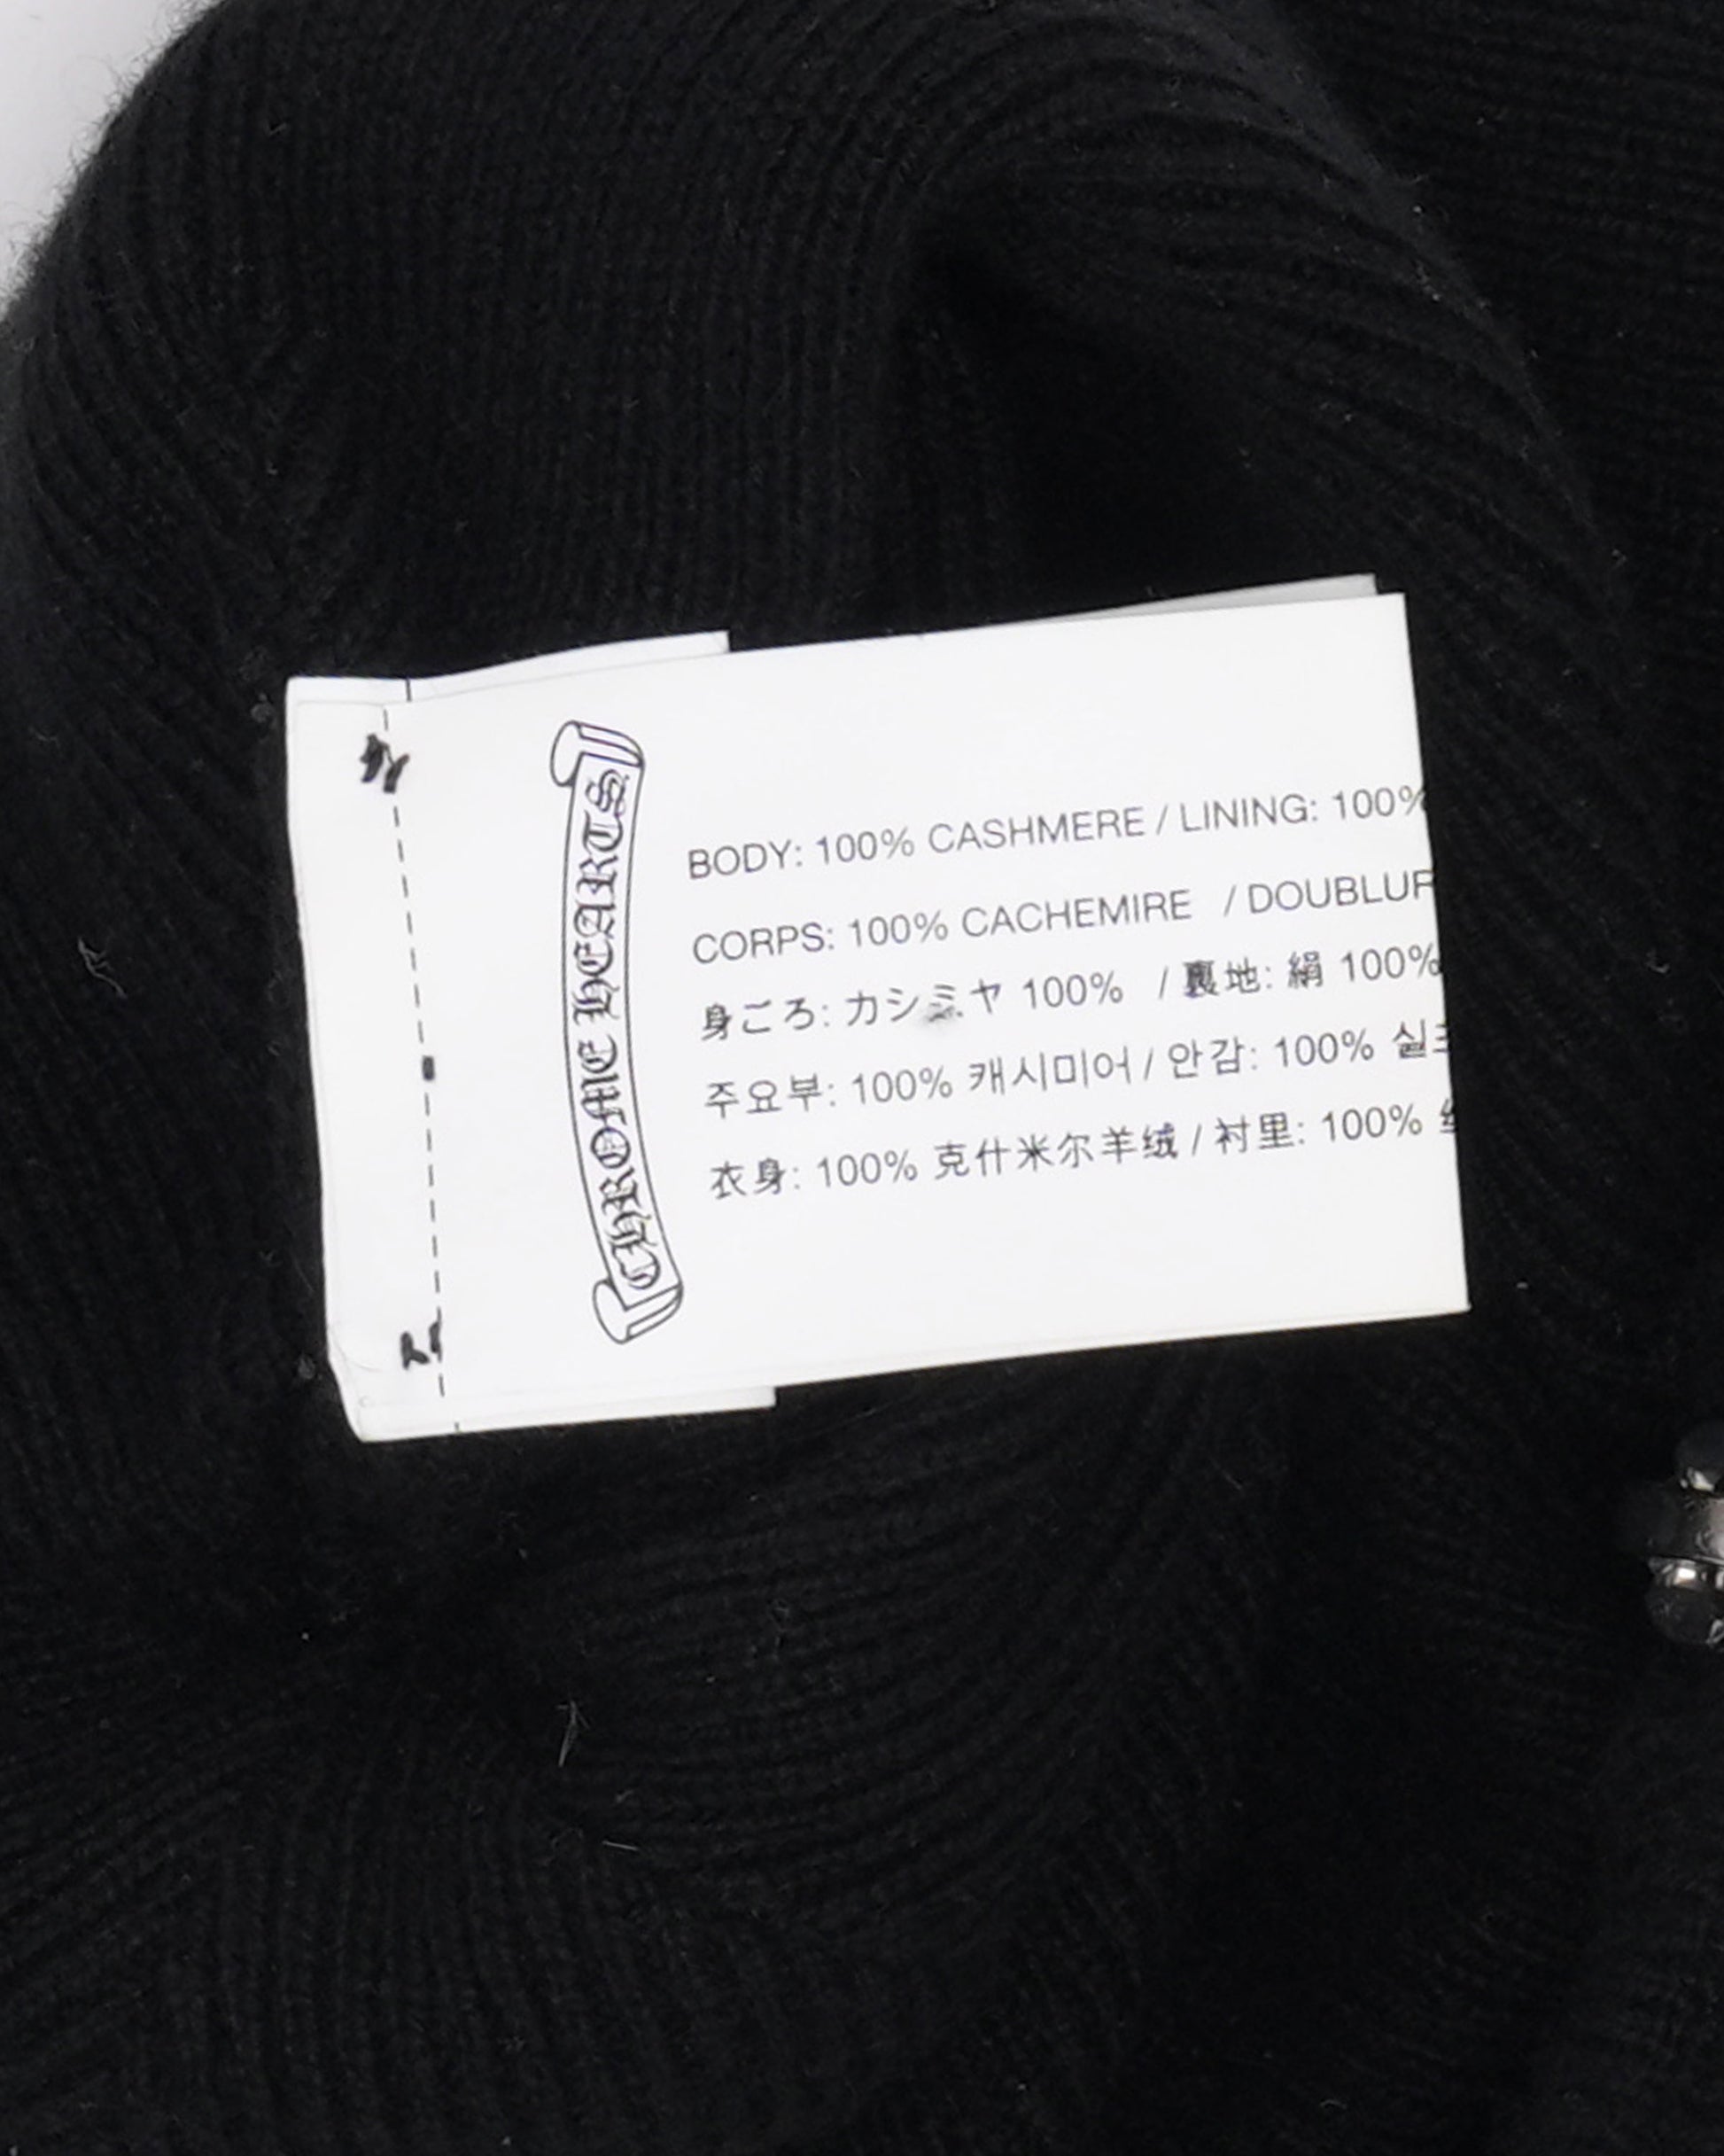 CHROME HEARTS
BODY: 100% CASHMERE / LINING: 100%
CORPS: 100% CACHEMIRE / DOUBLUR
身ごろ: カシミヤ 100% / 裏地: 絹 100%
주요부: 100% 캐시미어 / 안감: 100% 실크
衣身: 100% 克什米尔羊绒 / 衬里: 100%